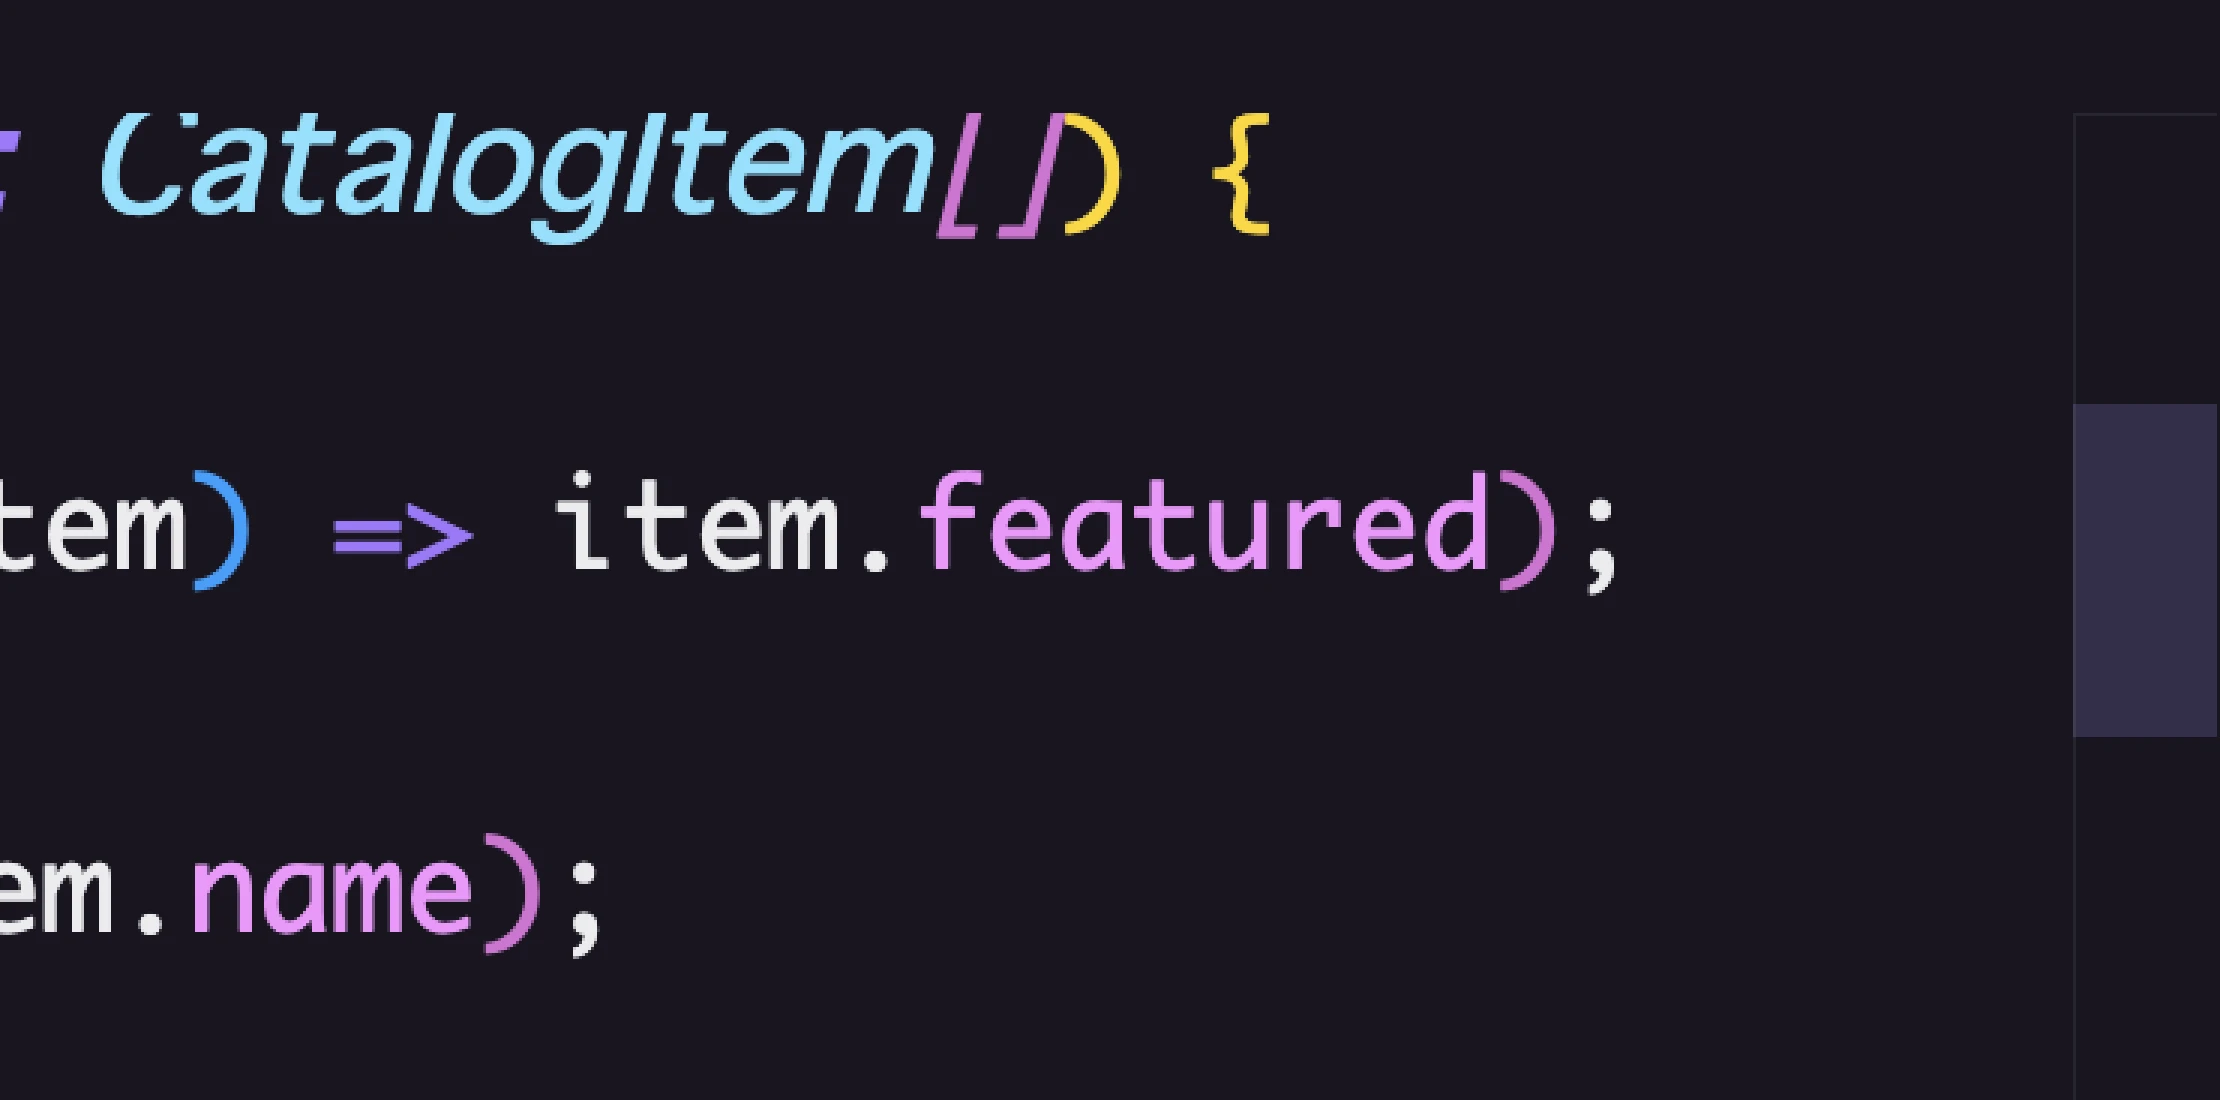 : CatalogItem[]) {
tem) => item.featured);
em.name);